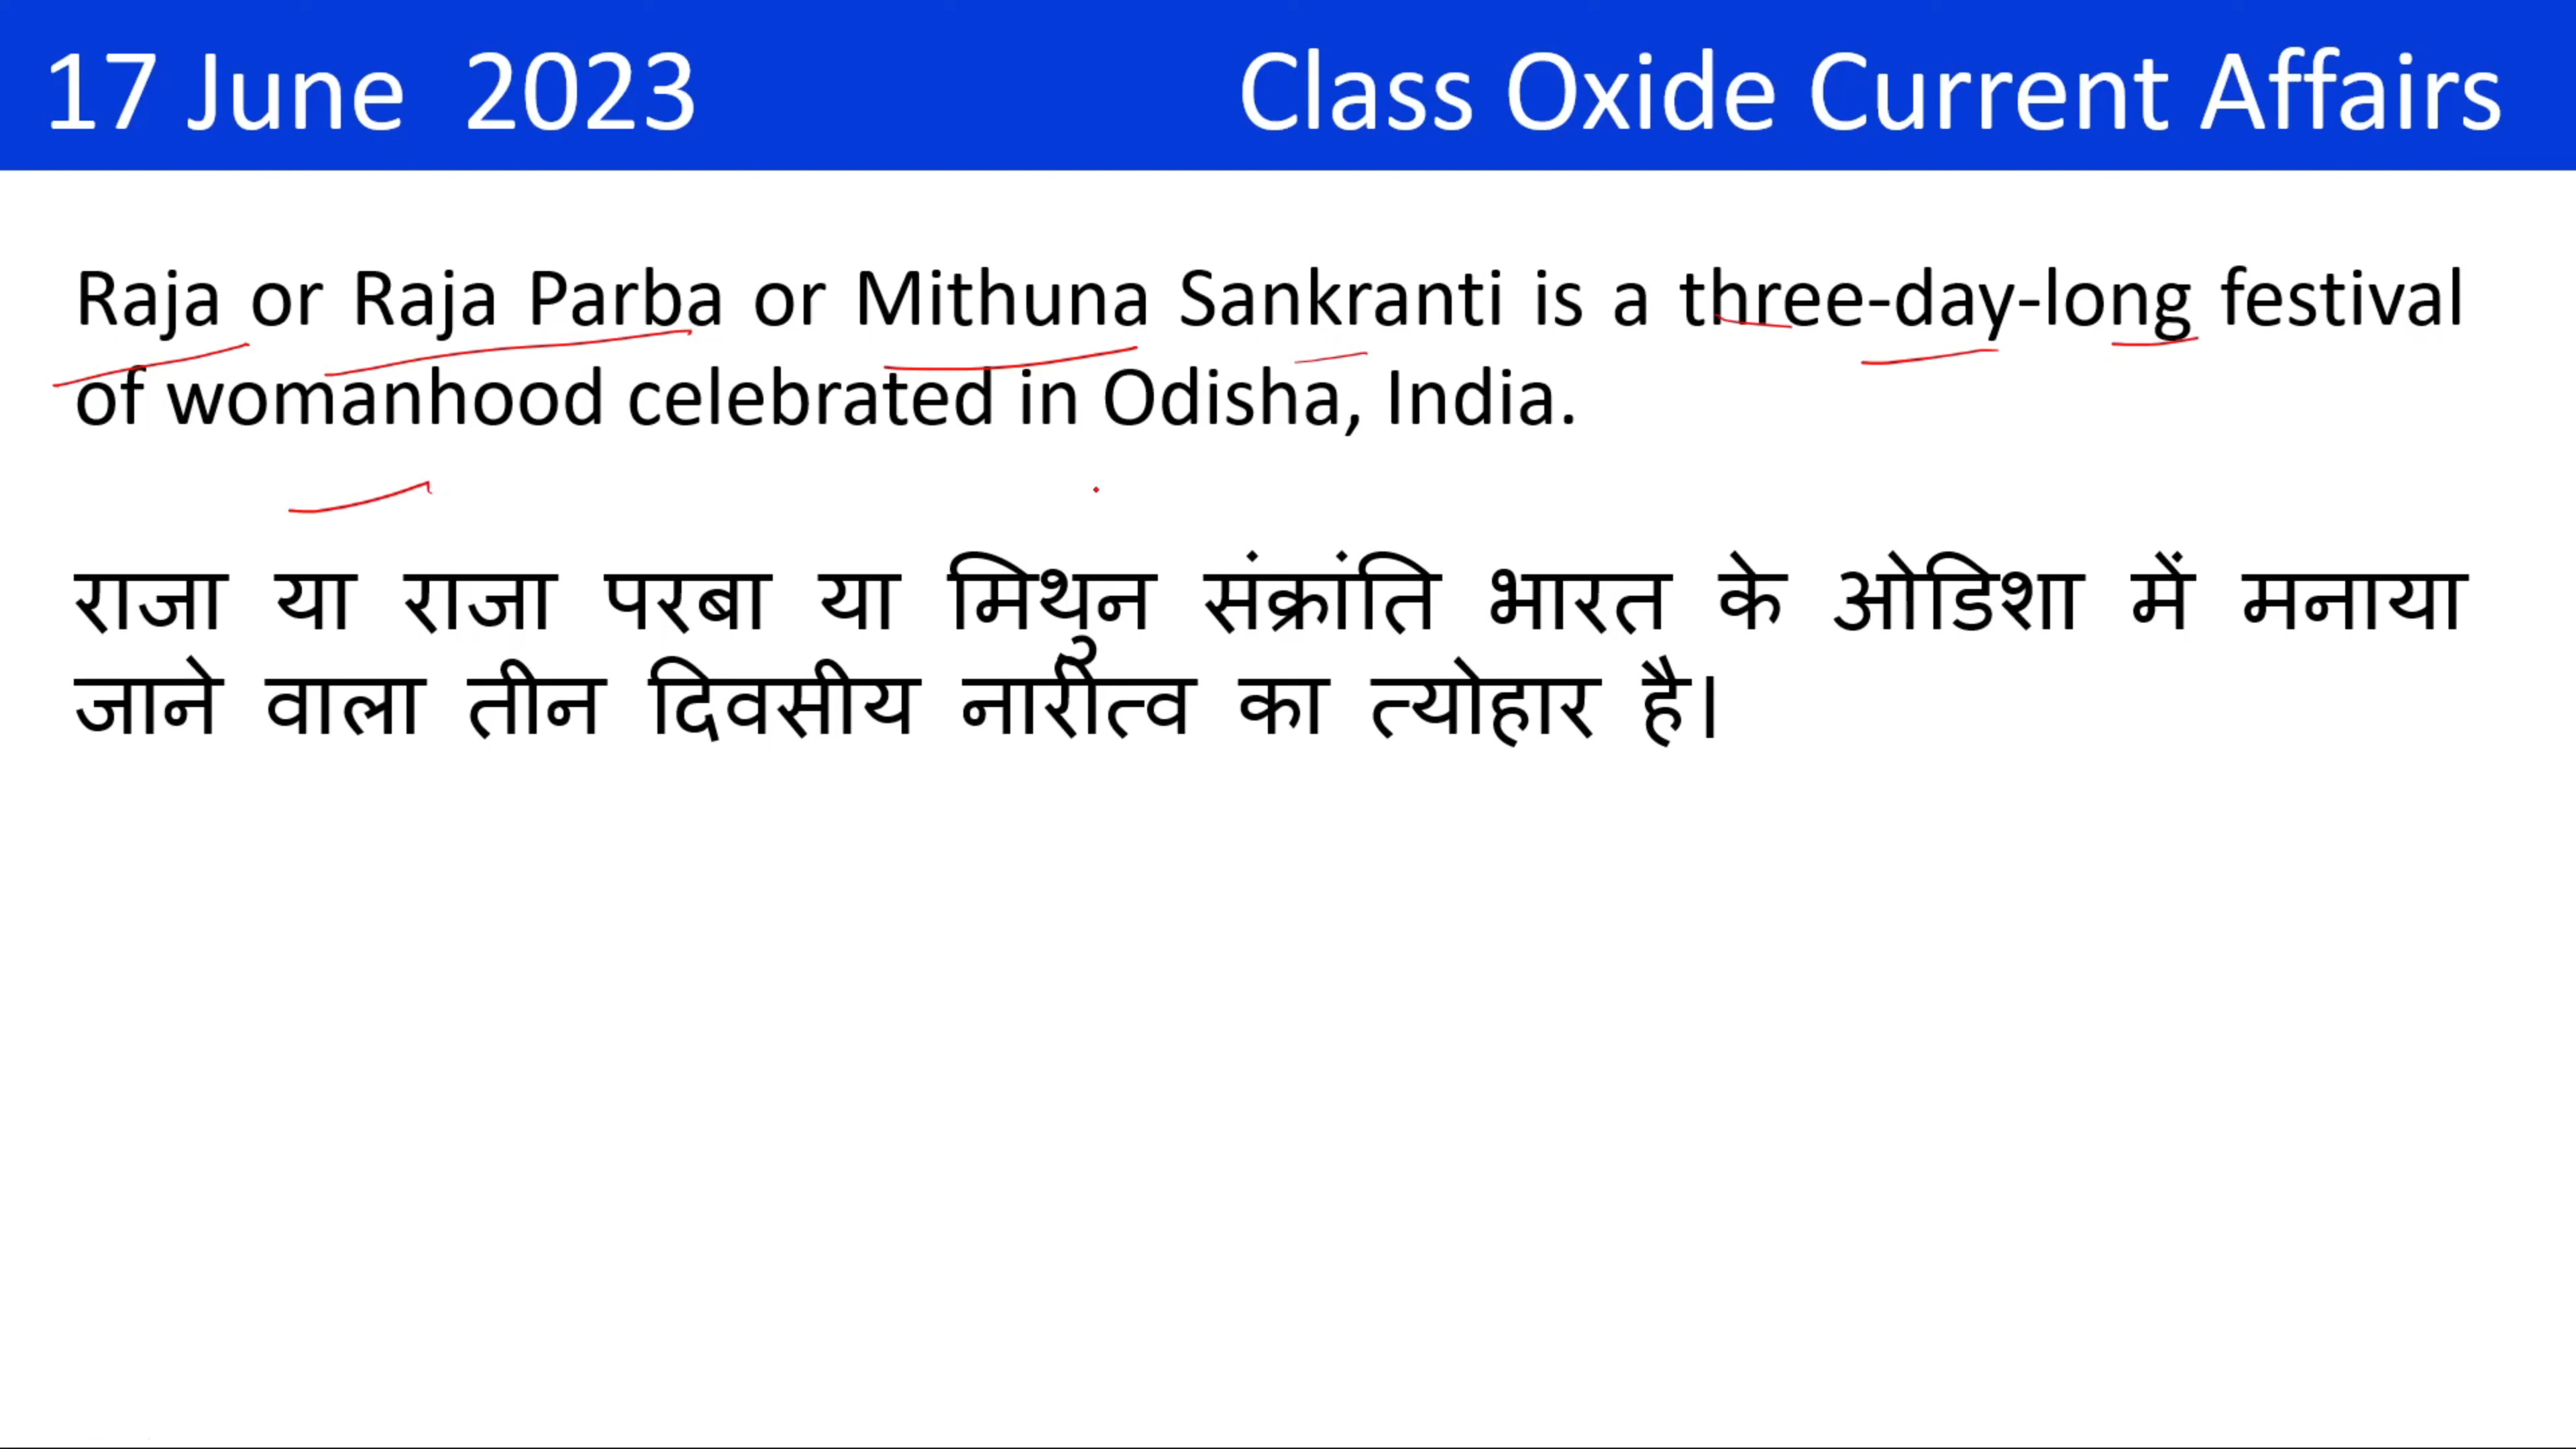 17 June 2023 Class Oxide Current Affairs
Raja or Raja Parba or Mithuna Sankranti is a three-day-long festival
of womanhood celebrated in Odisha, India.
राजा या राजा परबा या मिथुन संक्रांति भारत के ओडिशा में मनाया
जाने वाला तीन दिवसीय नारीत्व का त्योहार है।